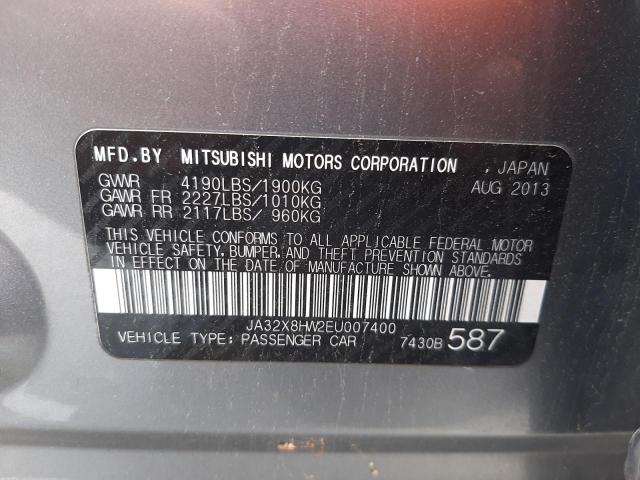 MFD.BY MITSUBISHI MOTORS CORPORATION , JAPAN
GVWR 4190LBS/1900KG AUG 2013
GAWR FR 2227LBS/1010KG
GAWR RR 2117LBS/ 960KG
THIS VEHICLE CONFORMS TO ALL APPLICABLE FEDERAL MOTOR
VEHICLE SAFETY, BUMPER, AND THEFT PREVENTION STANDARDS
IN EFFECT ON THE DATE OF MANUFACTURE SHOWN ABOVE.
JA32X8HW2EU007400
VEHICLE TYPE: PASSENGER CAR 7430B 587